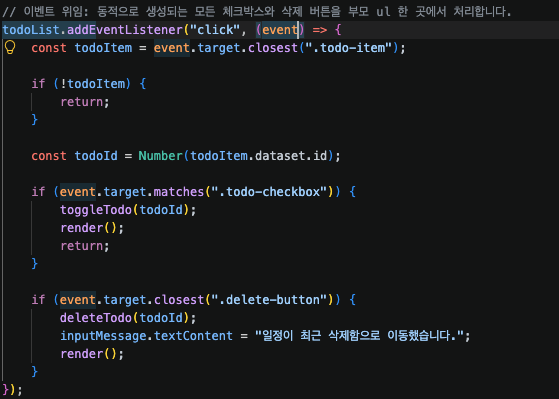 // 이벤트 위임: 동적으로 생성되는 모든 체크박스와 삭제 버튼을 부모 ul 한 곳에서 처리합니다.
todoList.addEventListener("click", (event) => {
    const todoItem = event.target.closest(".todo-item");

    if (!todoItem) {
        return;
    }

    const todoId = Number(todoItem.dataset.id);

    if (event.target.matches(".todo-checkbox")) {
        toggleTodo(todoId);
        render();
        return;
    }

    if (event.target.closest(".delete-button")) {
        deleteTodo(todoId);
        inputMessage.textContent = "일정이 최근 삭제함으로 이동했습니다.";
        render();
    }
});